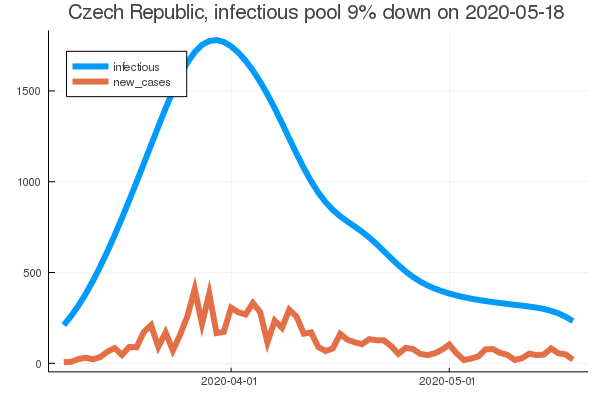 Czech Republic, infectious pool 9% down on 2020-05-18
infectious
new_cases
1500
1000
500
0
2020-04-01
2020-05-01